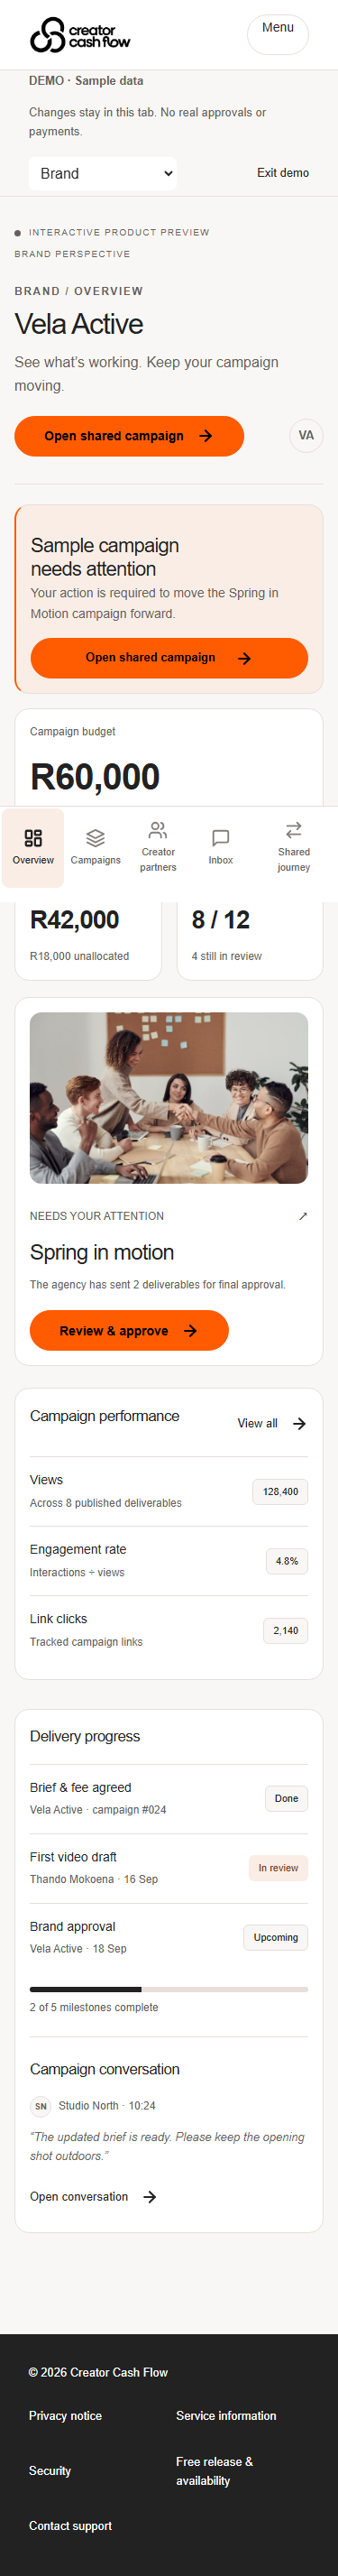 creator
cash flow
Menu
DEMO · Sample data
Changes stay in this tab. No real approvals or
payments.
Brand
Exit demo
INTERACTIVE PRODUCT PREVIEW
BRAND PERSPECTIVE
BRAND / OVERVIEW
Vela Active
See what's working. Keep your campaign
moving.
Open shared campaign
VA
Sample campaign
needs attention
Your action is required to move the Spring in
Motion campaign forward.
Open shared campaign
Campaign budget
R60,000
Overview
Campaigns
Creator
partners
Inbox
Shared
journey
R42,000
R18,000 unallocated
8 / 12
4 still in review
NEEDS YOUR ATTENTION
Spring in motion
The agency has sent 2 deliverables for final approval.
Review & approve
Campaign performance
View all
Views
Across 8 published deliverables
128,400
Engagement rate
Interactions ÷ views
4.8%
Link clicks
Tracked campaign links
2,140
Delivery progress
Brief & fee agreed
Vela Active · campaign #024
Done
First video draft
Thando Mokoena · 16 Sep
In review
Brand approval
Vela Active · 18 Sep
Upcoming
2 of 5 milestones complete
Campaign conversation
SN
Studio North · 10:24
“The updated brief is ready. Please keep the opening
shot outdoors.”
Open conversation
© 2026 Creator Cash Flow
Privacy notice
Service information
Security
Free release &
availability
Contact support